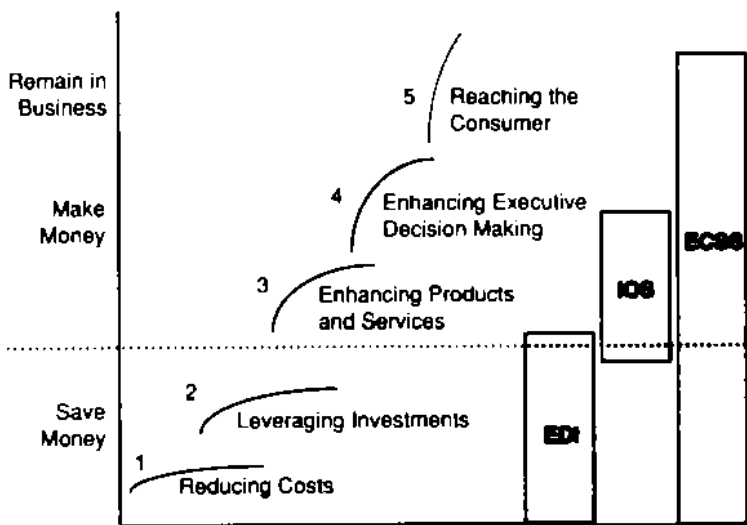 Remain in
Business
5
Reaching the
Consumer
Make
Money
4
Enhancing Executive
Decision Making
3
Enhancing Products
and Services
Save
Money
2
Leveraging Investments
1
Reducing Costs
EDI
IOS
ECSS